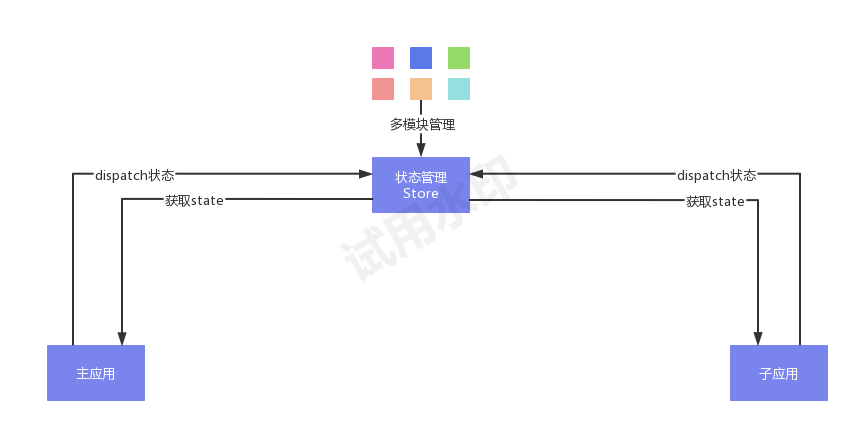 多模块管理
状态管理
Store
dispatch状态
dispatch状态
获取state
获取state
试用水印
主应用
子应用